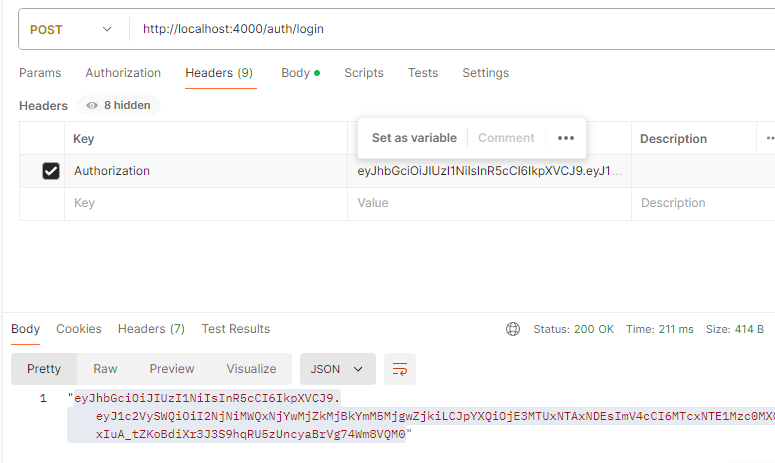 POST http://localhost:4000/auth/login
Params Authorization Headers (9) Body Scripts Tests Settings
Headers 8 hidden
Key Set as variable Comment ••• Description
Authorization eyJhbGciOiJIUzI1NiIsInR5cCI6IkpXVCJ9.eyJ1...
Key Value Description
Body Cookies Headers (7) Test Results Status: 200 OK Time: 211 ms Size: 414 B
Pretty Raw Preview Visualize JSON
1 "eyJhbGciOiJIUzI1NiIsInR5cCI6IkpXVCJ9.
eyJ1c2VySWQiOiI2NjNiMWQxNjYwMjZkMjBkYmM5MjgwZjkiLCJpYXQiOjE3MTUxNTAxNDEsImV4cCI6MTcxNTE1Mzc0MX0
xIuA_tZKoBdiXr3J3S9hqRU5zUncyaBrVg74Wm8VQM0"